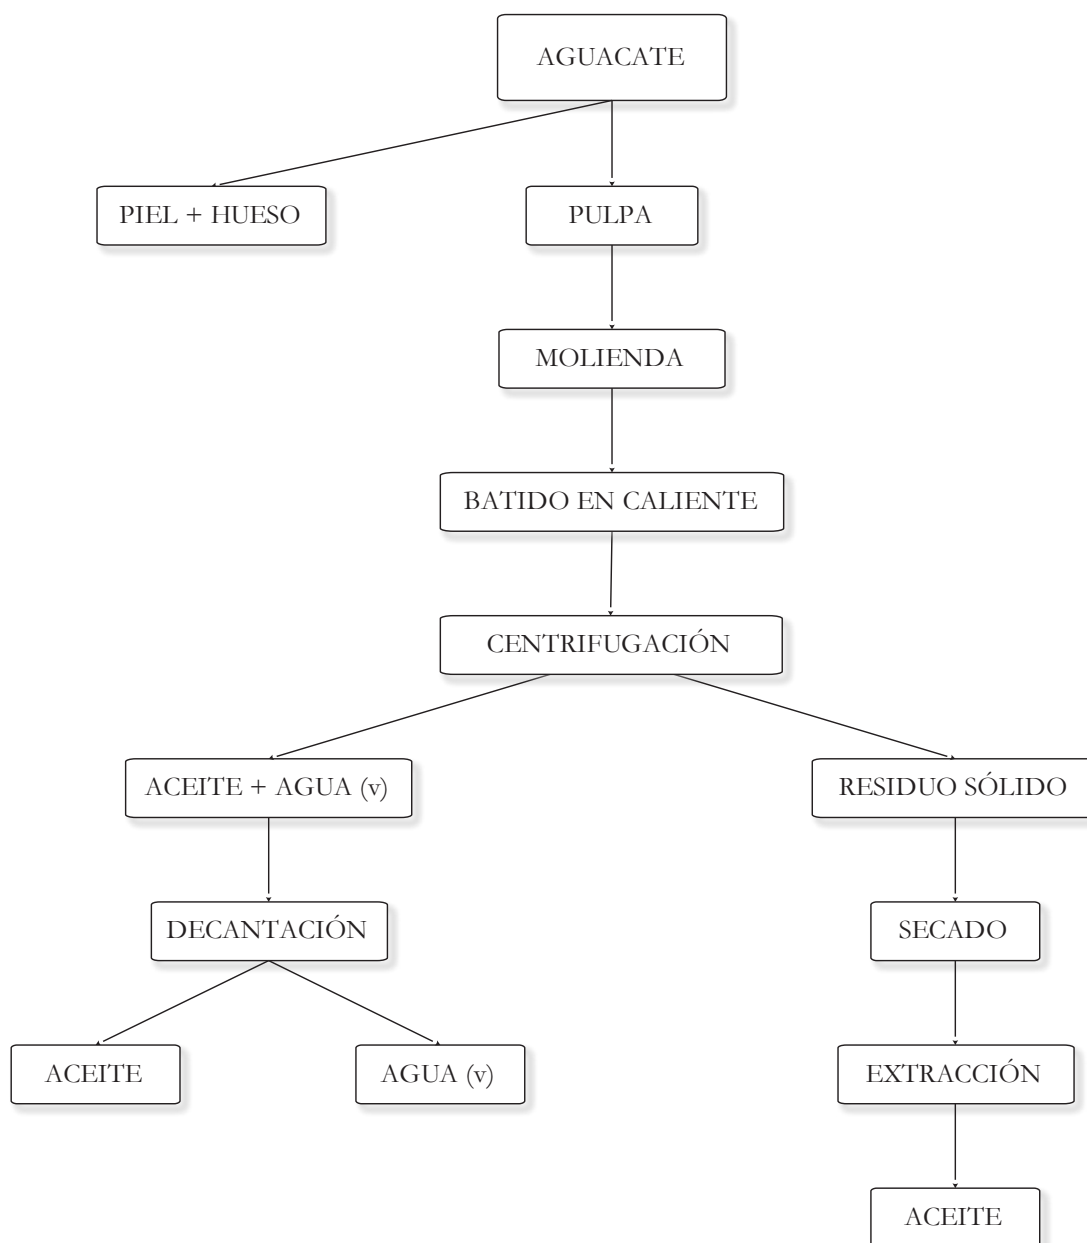 AGUACATE
PIEL + HUESO
PULPA
MOLIENDA
BATIDO EN CALIENTE
CENTRIFUGACIÓN
ACEITE + AGUA (v)
RESIDUO SÓLIDO
DECANTACIÓN
SECADO
ACEITE
AGUA (v)
EXTRACCIÓN
ACEITE